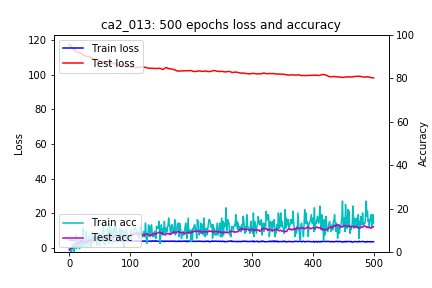 ca2_013: 500 epochs loss and accuracy
120
100
80
60
40
20
0
Loss
Train loss
Test loss
Train acc
Test acc
0
100
200
300
400
500
100
80
60
40
20
0
Accuracy